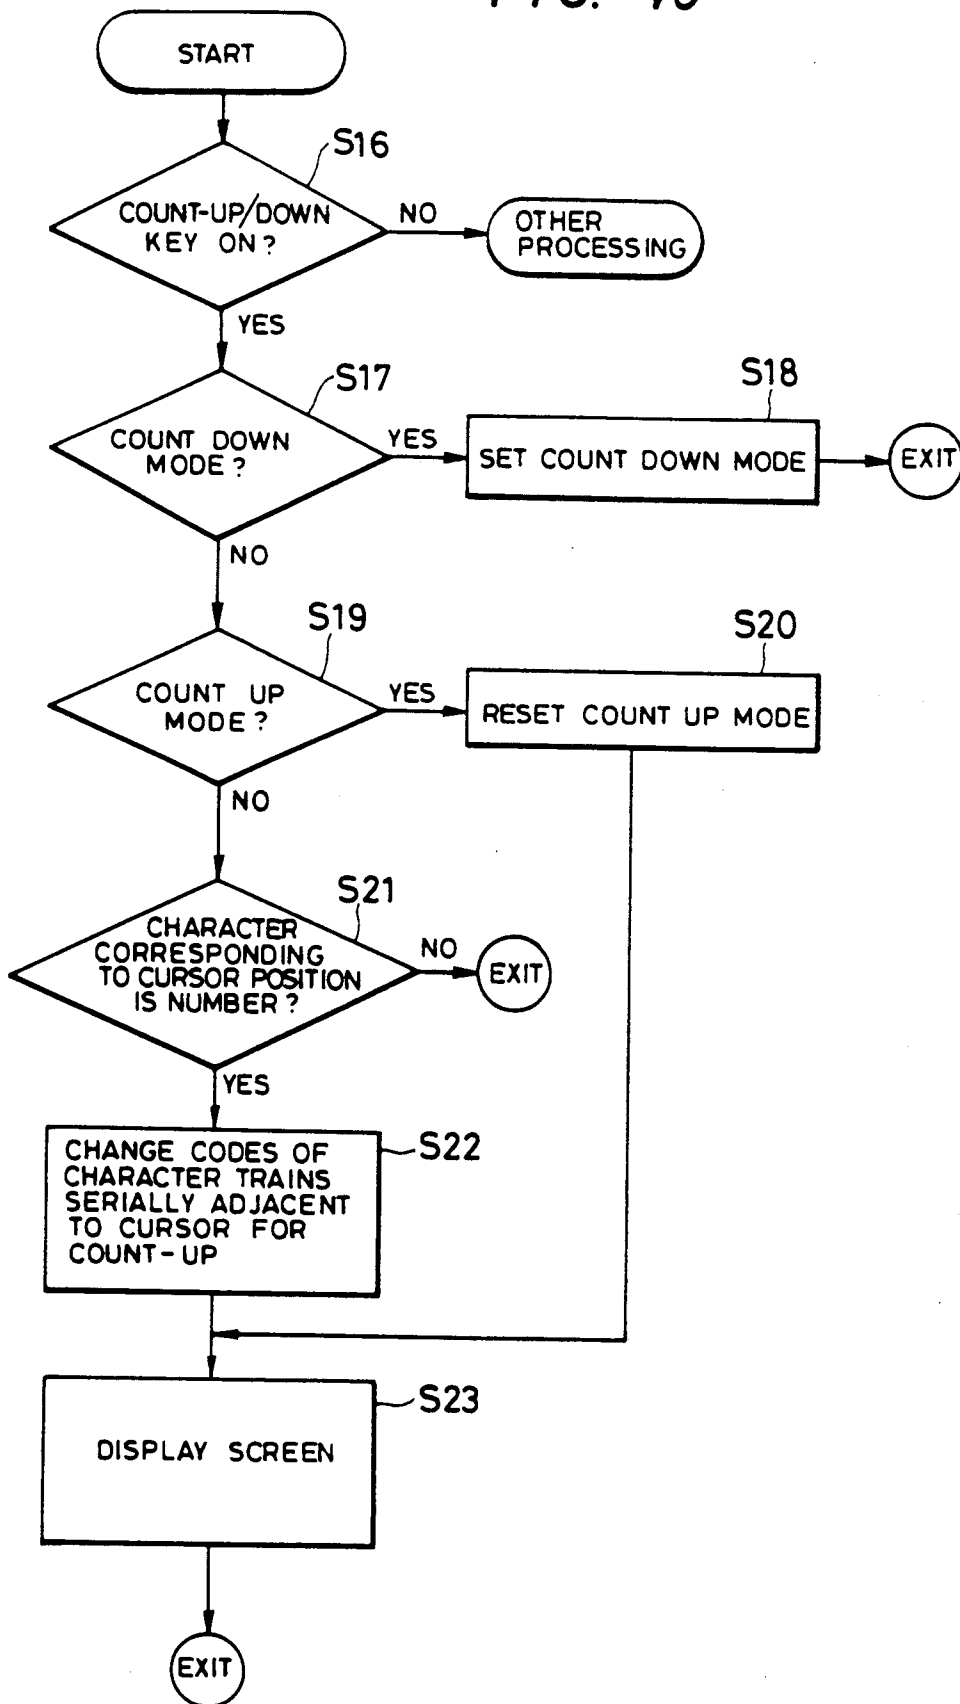 START
S16
COUNT-UP/DOWN
KEY ON?
NO
OTHER
PROCESSING
YES
S17
COUNT DOWN
MODE?
YES
S18
SET COUNT DOWN MODE
EXIT
NO
S19
COUNT UP
MODE?
YES
S20
RESET COUNT UP MODE
NO
S21
CHARACTER
CORRESPONDING
TO CURSOR POSITION
IS NUMBER?
NO
EXIT
YES
S22
CHANGE CODES OF
CHARACTER TRAINS
SERIALLY ADJACENT
TO CURSOR FOR
COUNT-UP
S23
DISPLAY SCREEN
EXIT